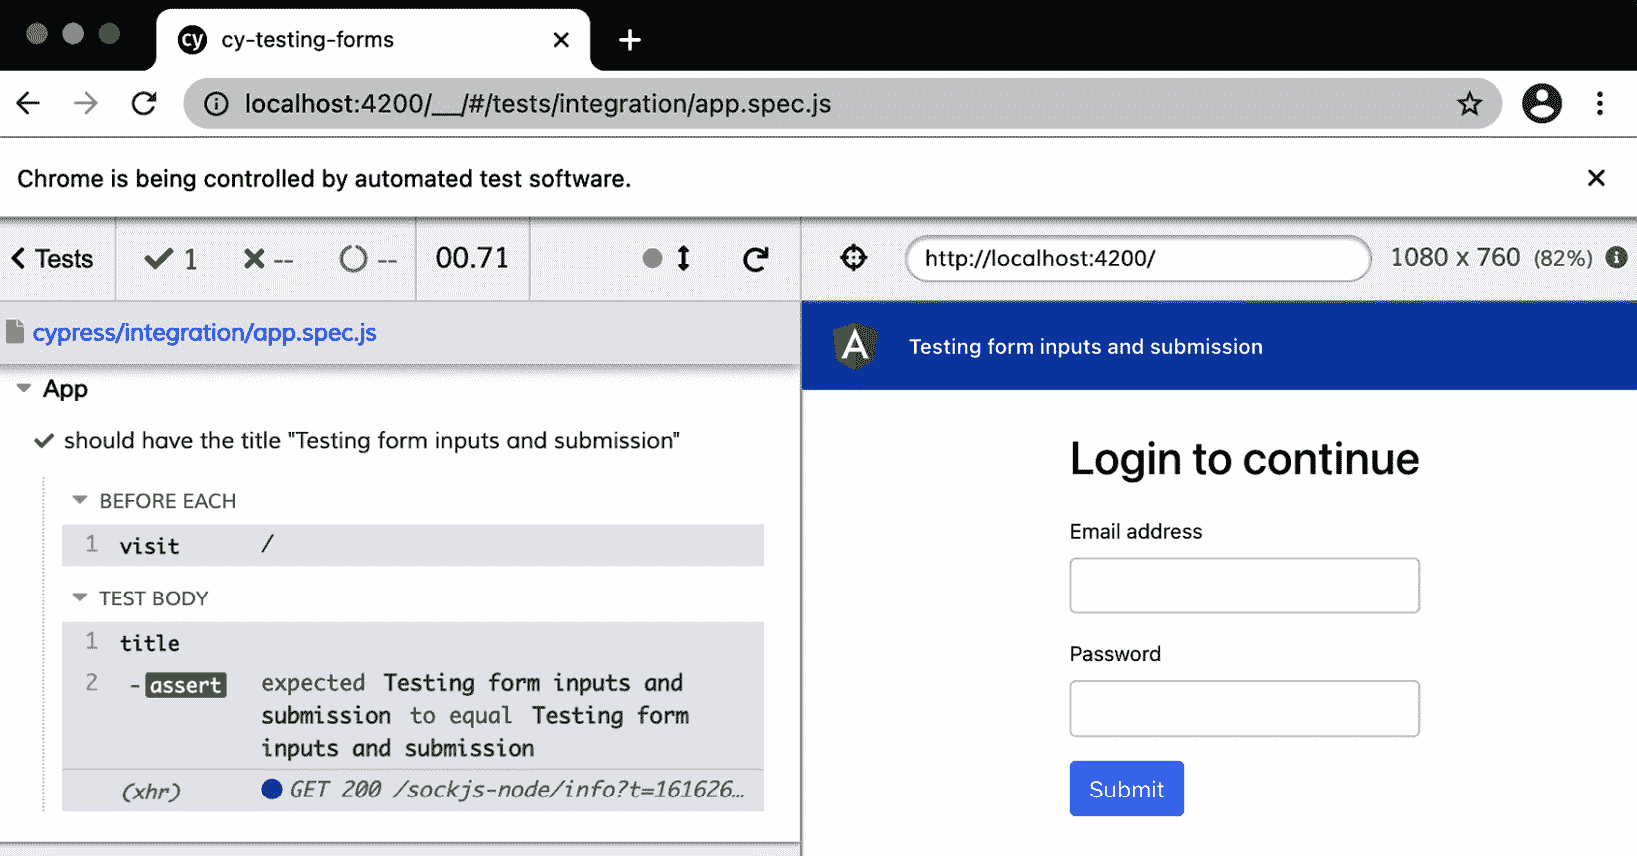 cy cy-testing-forms
localhost:4200/__/#/tests/integration/app.spec.js
Chrome is being controlled by automated test software.
Tests 1 -- -- 00.71
http://localhost:4200/ 1080 x 760 (82%)
cypress/integration/app.spec.js
Testing form inputs and submission
App
should have the title "Testing form inputs and submission"
BEFORE EACH
1 visit /
TEST BODY
1 title
2 -assert expected Testing form inputs and
submission to equal Testing form
inputs and submission
(xhr) GET 200 /sockjs-node/info?t=161626…
Login to continue
Email address
Password
Submit